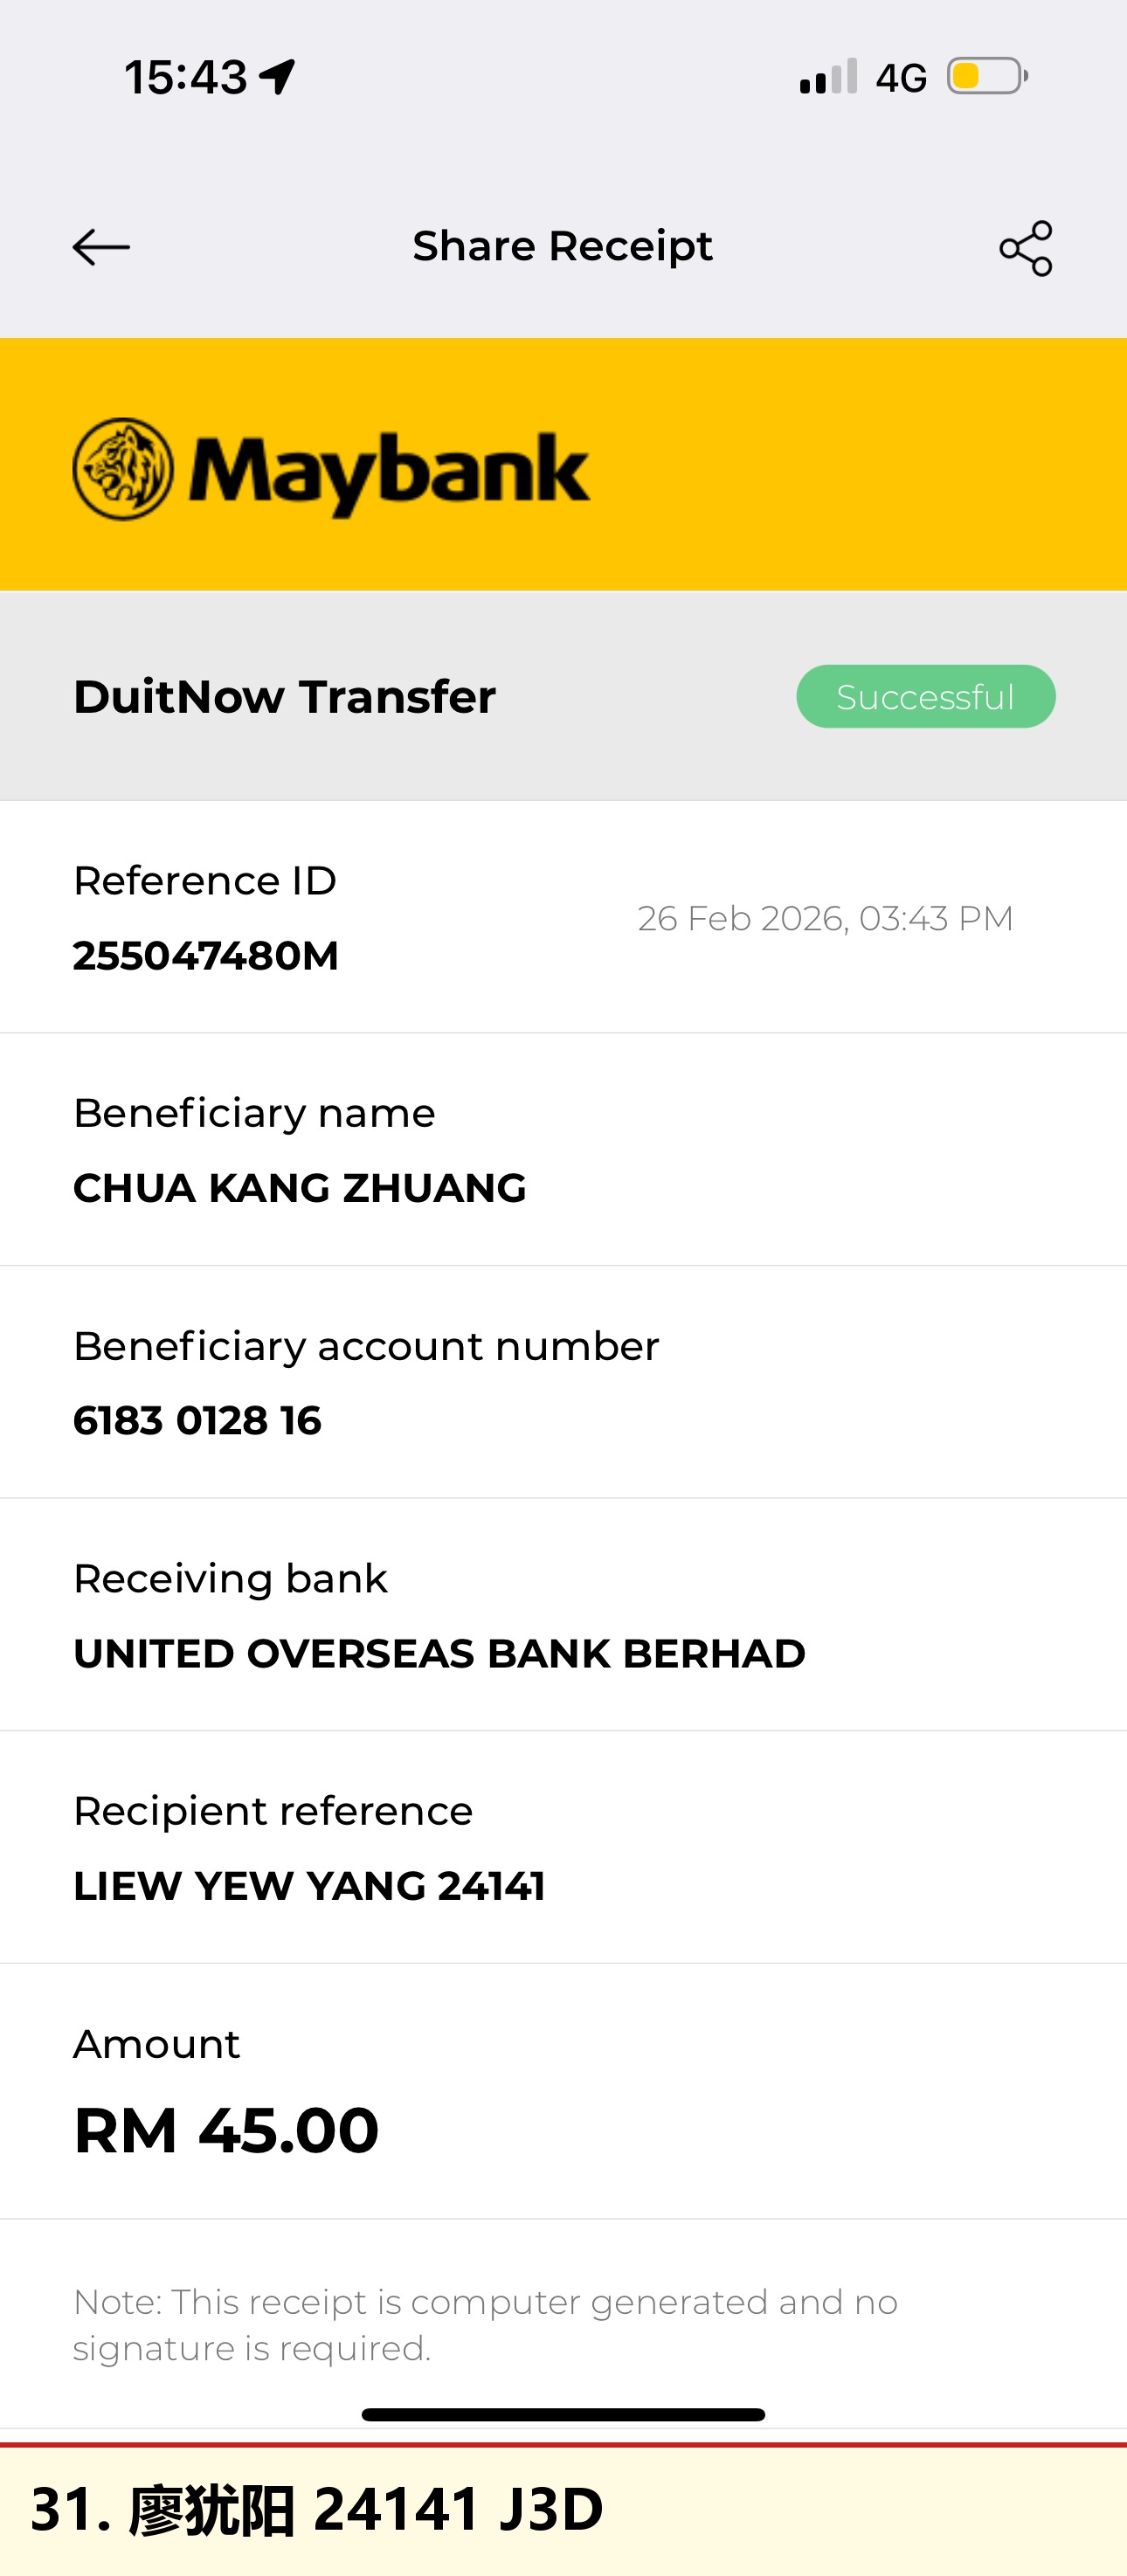 15:43
4G
Share Receipt
Maybank
DuitNow Transfer
Successful
Reference ID
255047480M
26 Feb 2026, 03:43 PM
Beneficiary name
CHUA KANG ZHUANG
Beneficiary account number
6183 0128 16
Receiving bank
UNITED OVERSEAS BANK BERHAD
Recipient reference
LIEW YEW YANG 24141
Amount
RM 45.00
Note: This receipt is computer generated and no
signature is required.
31. 廖犹阳 24141 J3D